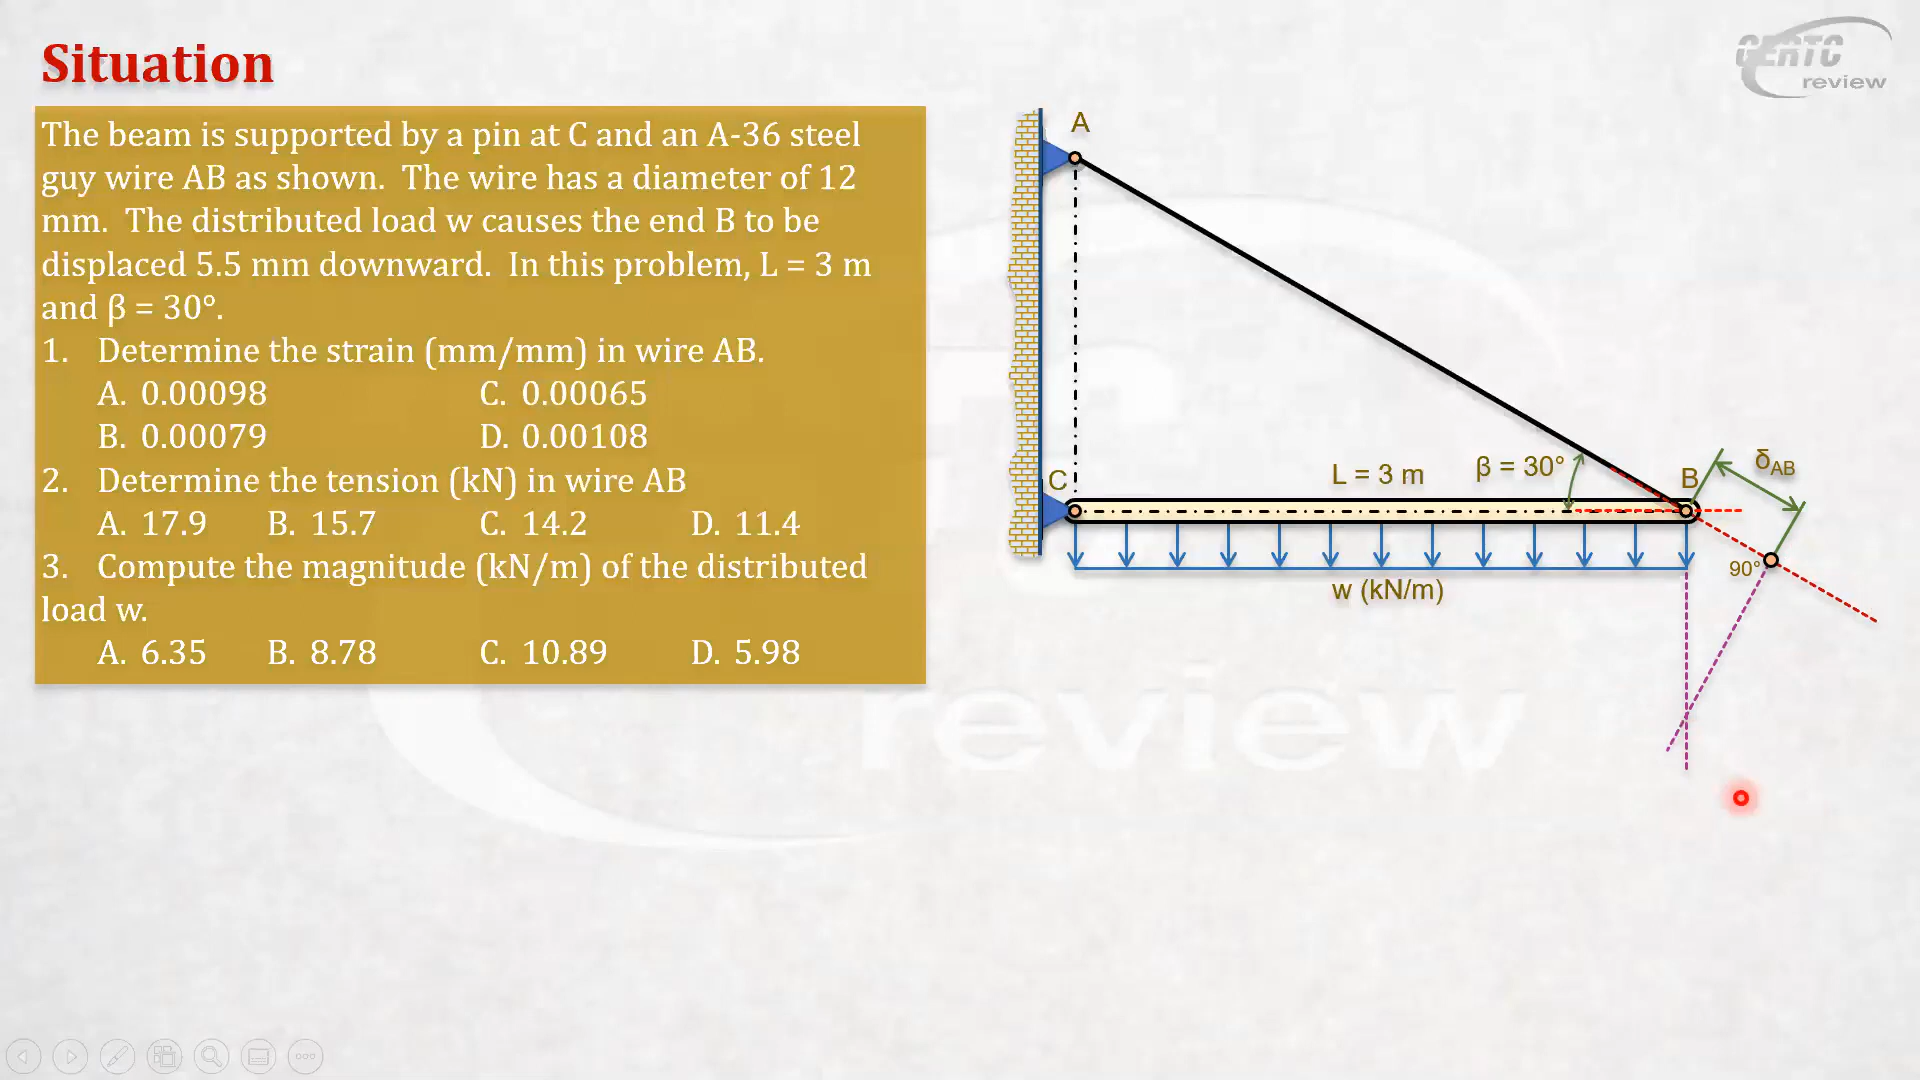 Situation
CERTC
review
The beam is supported by a pin at C and an A-36 steel
guy wire AB as shown. The wire has a diameter of 12
mm. The distributed load w causes the end B to be
displaced 5.5 mm downward. In this problem, L = 3 m
and β = 30°.
1. Determine the strain (mm/mm) in wire AB.
A. 0.00098 C. 0.00065
B. 0.00079 D. 0.00108
2. Determine the tension (kN) in wire AB
A. 17.9 B. 15.7 C. 14.2 D. 11.4
3. Compute the magnitude (kN/m) of the distributed
load w.
A. 6.35 B. 8.78 C. 10.89 D. 5.98
A
C
L = 3 m
β = 30°
B
δAB
90°
w (kN/m)
review